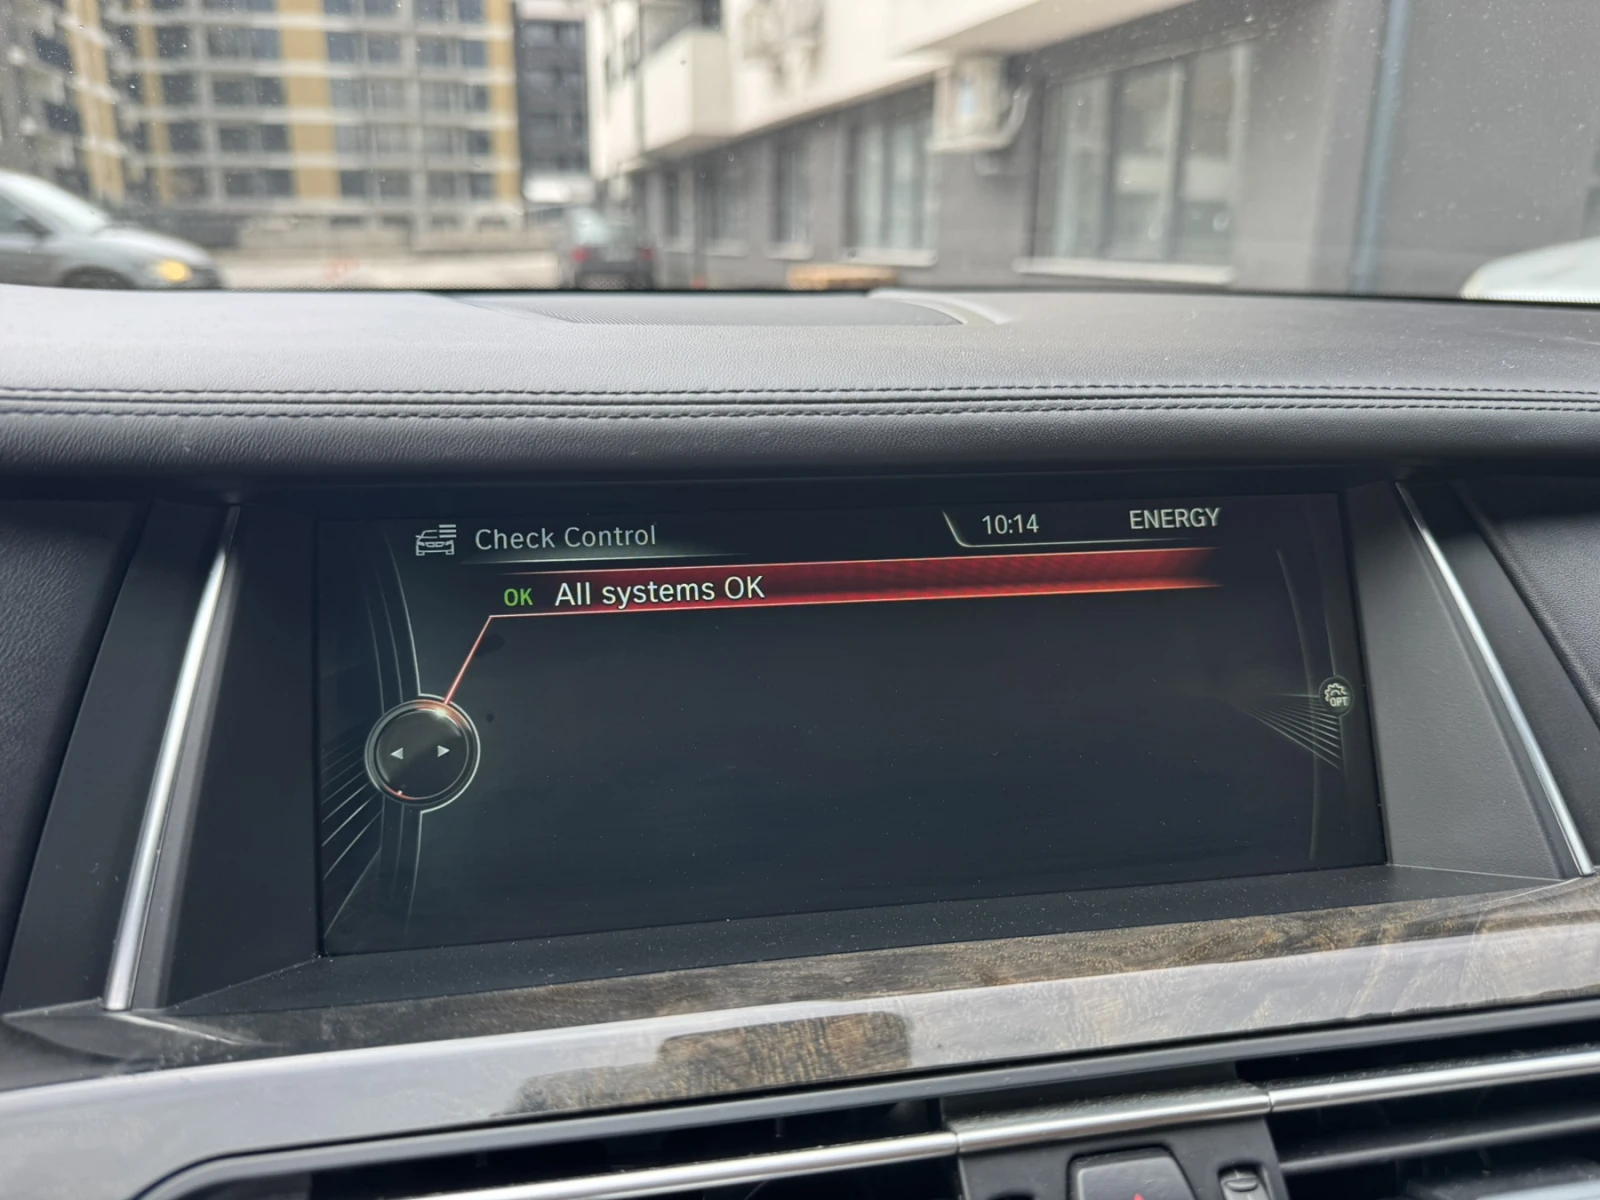 Check Control
10:14 ENERGY
OK All systems OK
OPT